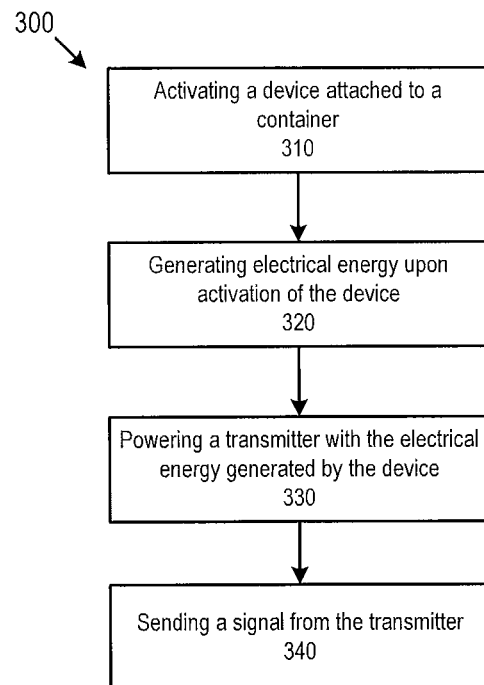 300
Activating a device attached to a
container
310
Generating electrical energy upon
activation of the device
320
Powering a transmitter with the electrical
energy generated by the device
330
Sending a signal from the transmitter
340